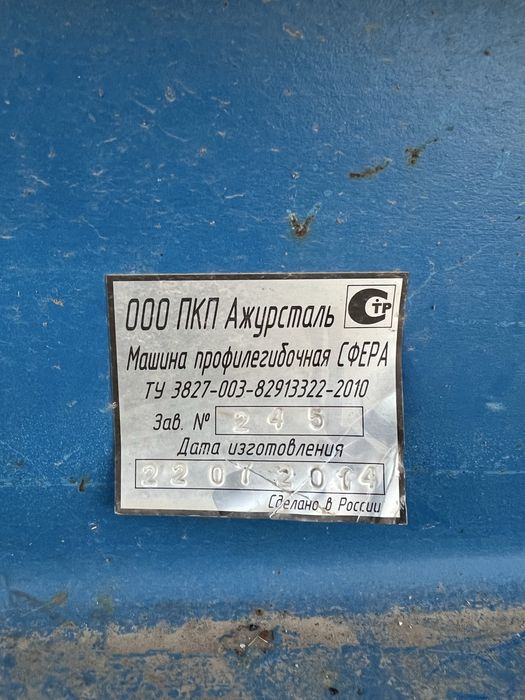 ООО ПКП Ажурсталь СТР
Машина профилегибочная СФЕРА
ТУ 3827-003-82913322-2010
Зав. № 245
Дата изготовления
22 01 2014
Сделано в России